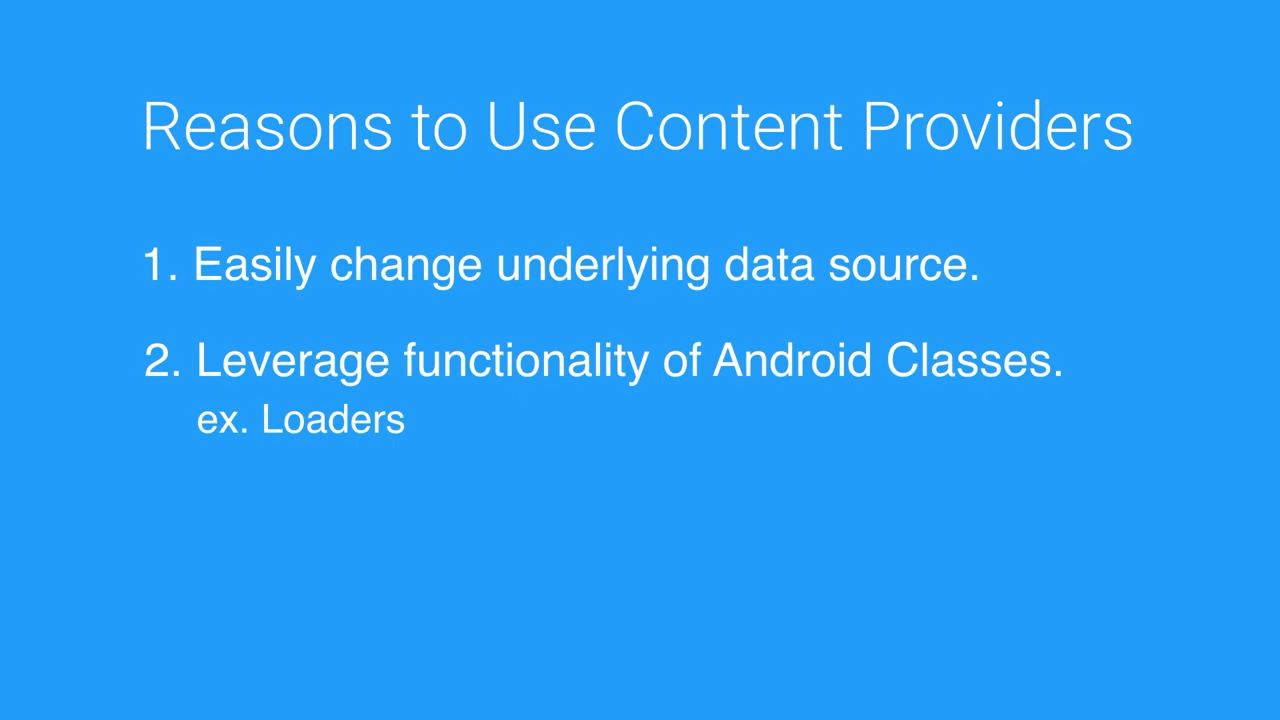 Reasons to Use Content Providers
1. Easily change underlying data source.
2. Leverage functionality of Android Classes.
ex. Loaders